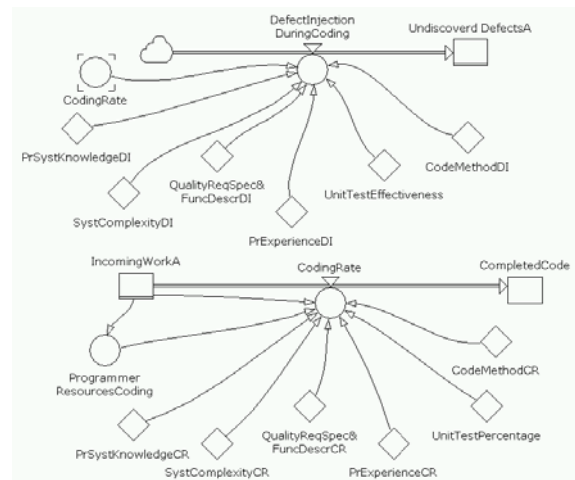 DefectInjection
DuringCoding
Undiscoverd DefectsA
CodingRate
PrSystKnowledgeDI
CodeMethodDI
QualityReqSpec&
FuncDescrDI
UnitTestEffectiveness
SystComplexityDI
PrExperienceDI
IncomingWorkA
CodingRate
CompletedCode
CodeMethodCR
Programmer
ResourcesCoding
PrSystKnowledgeCR
QualityReqSpec&
FuncDescrCR
UnitTestPercentage
SystComplexityCR
PrExperienceCR